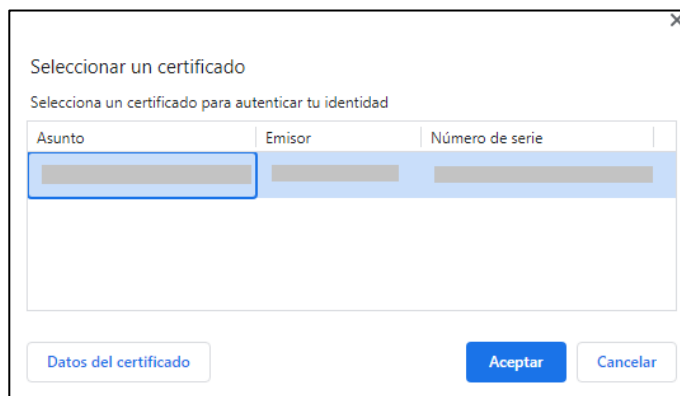 Seleccionar un certificado
Selecciona un certificado para autenticar tu identidad
Asunto Emisor Número de serie
Datos del certificado Aceptar Cancelar